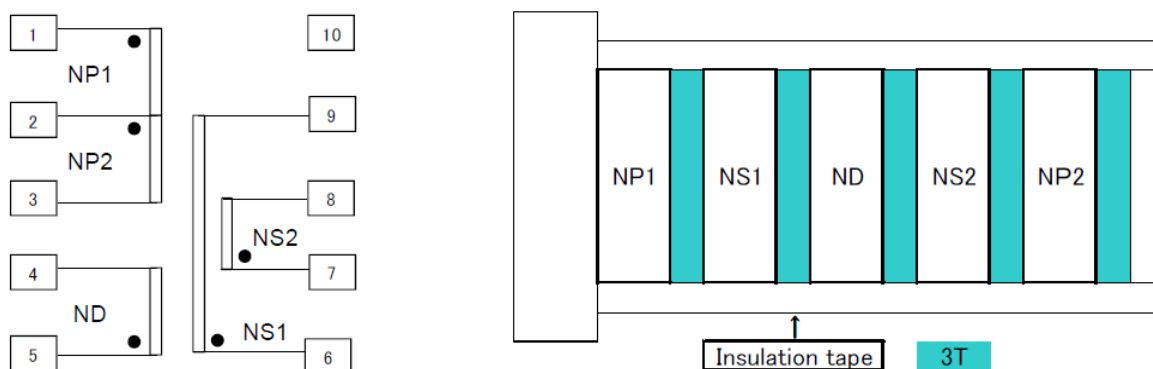 1
10
NP1
2
9
NP2
3
8
NS2
4
7
ND
NS1
5
6
NP1
NS1
ND
NS2
NP2
Insulation tape
3T